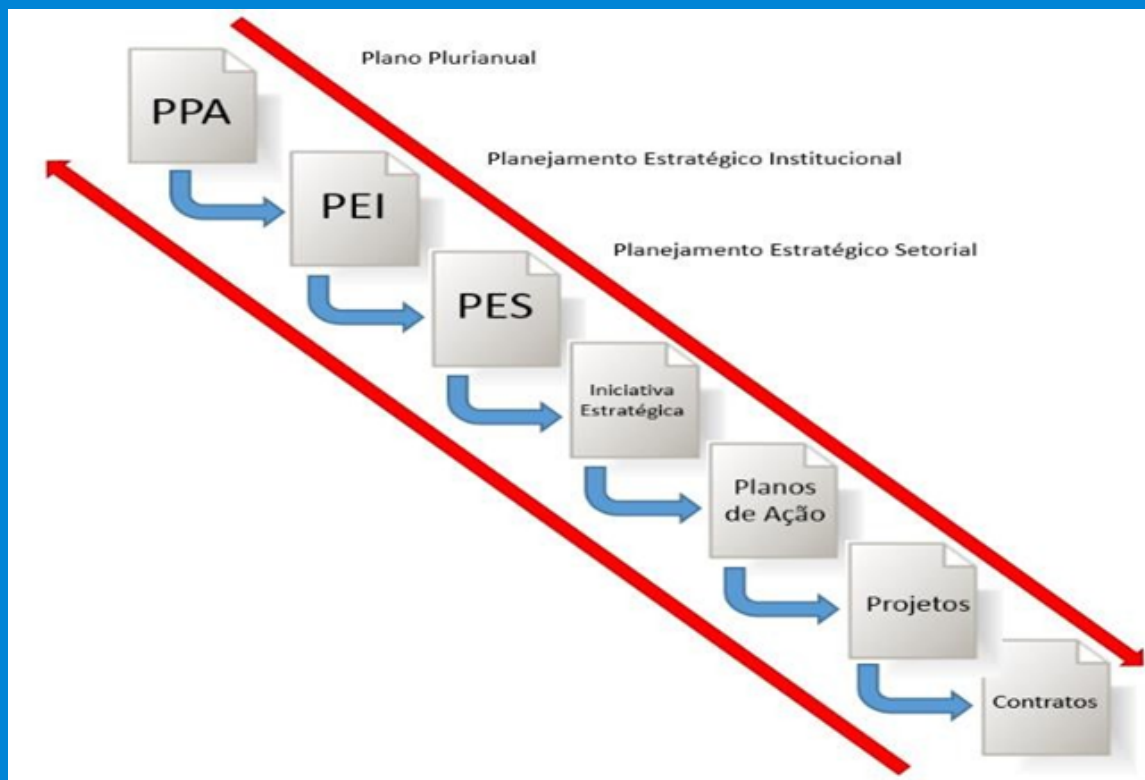 Plano Plurianual
PPA
Planejamento Estratégico Institucional
PEI
Planejamento Estratégico Setorial
PES
Iniciativa
Estratégica
Planos
de Ação
Projetos
Contratos